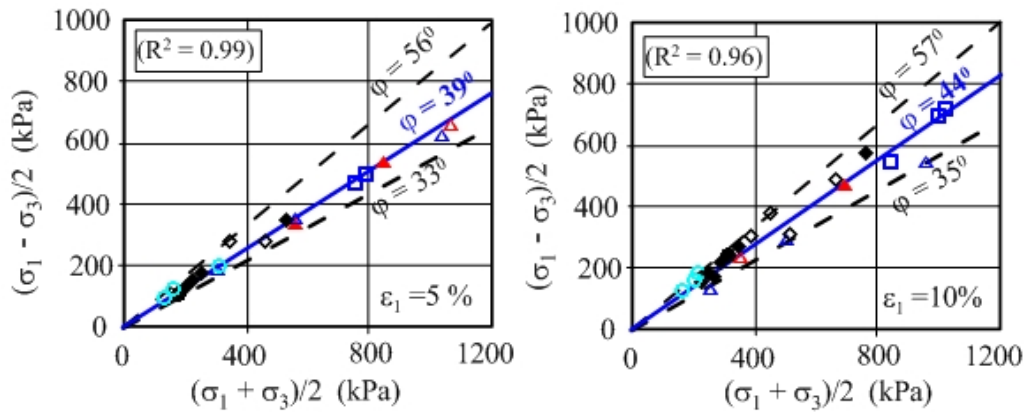 1000
800
600
400
200
0
(σ₁ - σ₃)/2 (kPa)
(R² = 0.99)
φ = 56⁰
φ = 39⁰
φ = 33⁰
ε₁ =5 %
0 400 800 1200
(σ₁ + σ₃)/2 (kPa)
1000
800
600
400
200
0
(σ₁ - σ₃)/2 (kPa)
(R² = 0.96)
φ = 57⁰
φ = 44⁰
φ = 35⁰
ε₁ =10%
0 400 800 1200
(σ₁ + σ₃)/2 (kPa)